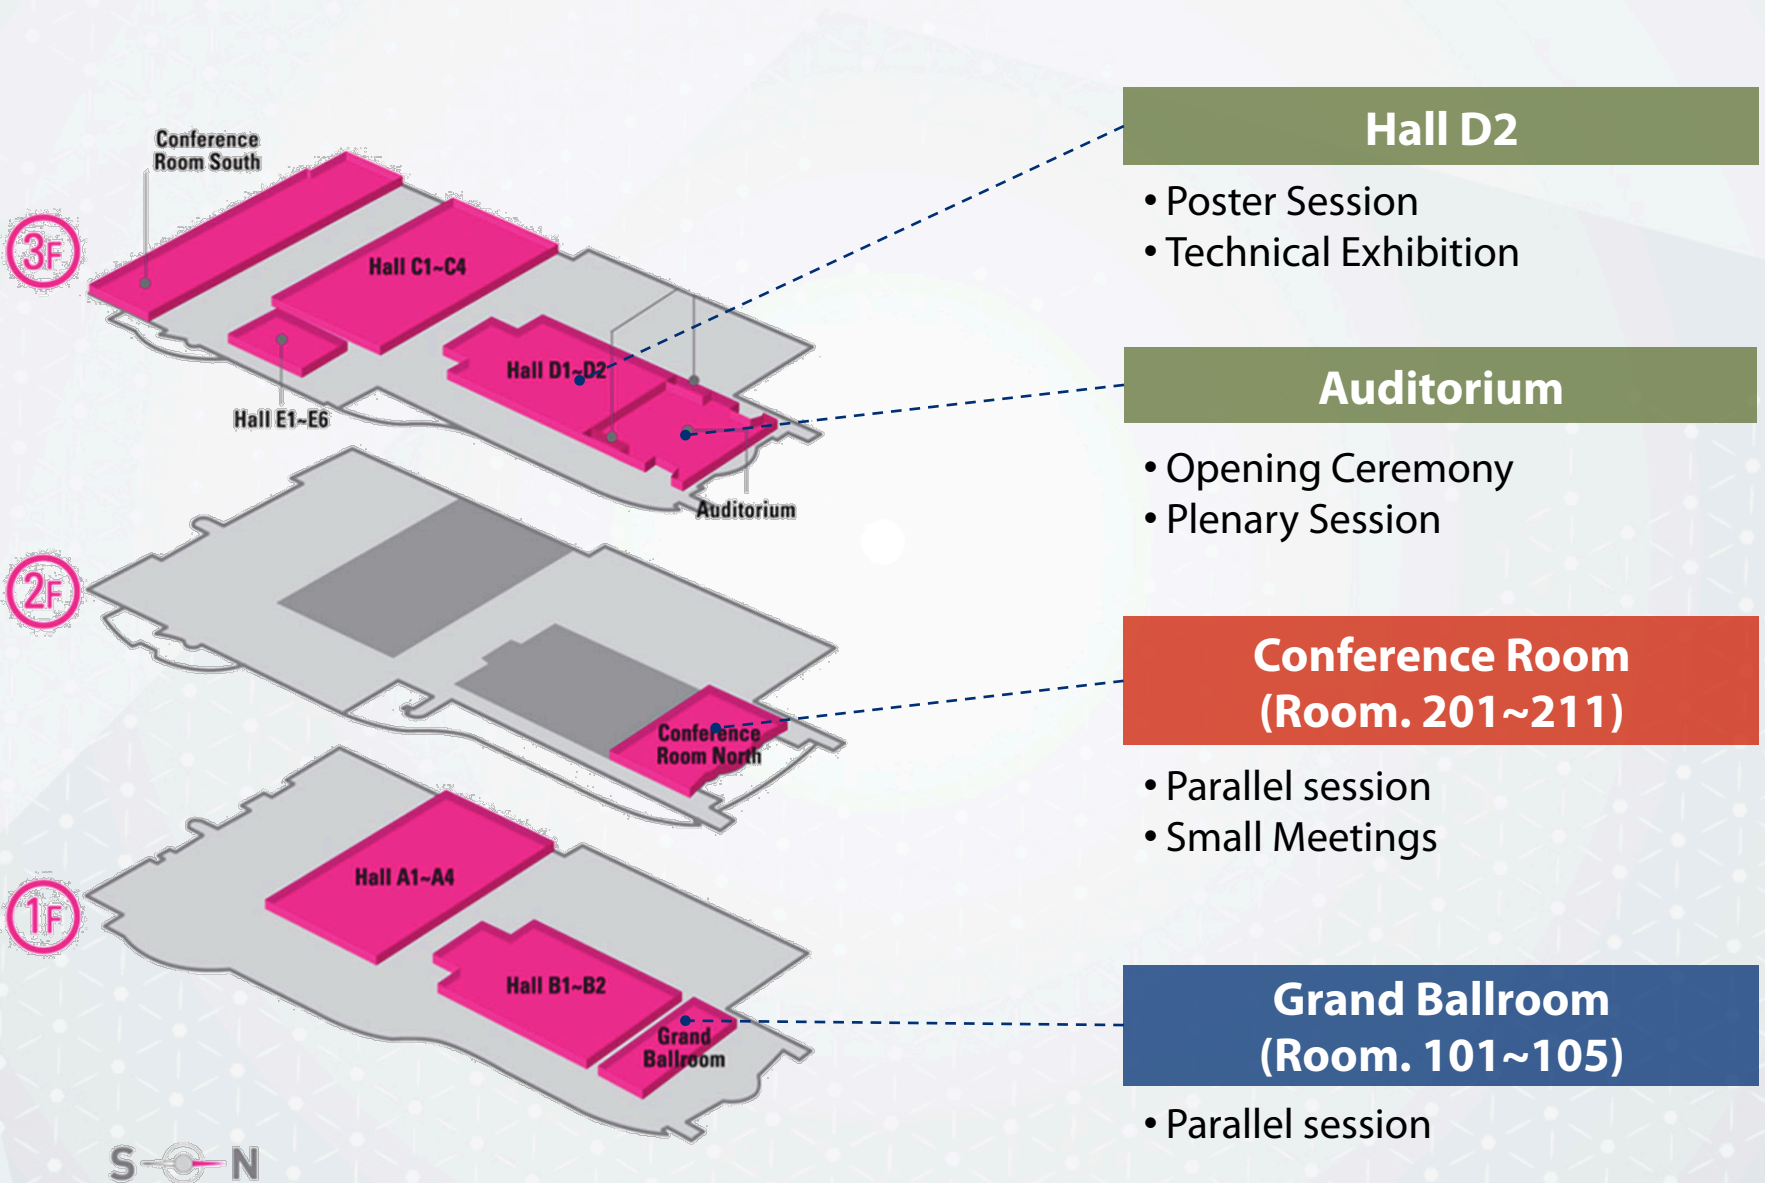 Conference
Room South
3F
Hall C1~C4
Hall D1~D2
Hall E1~E6
Auditorium
2F
Conference
Room North
1F
Hall A1~A4
Hall B1~B2
Grand
Ballroom
S N
Hall D2
• Poster Session
• Technical Exhibition
Auditorium
• Opening Ceremony
• Plenary Session
Conference Room
(Room. 201~211)
• Parallel session
• Small Meetings
Grand Ballroom
(Room. 101~105)
• Parallel session